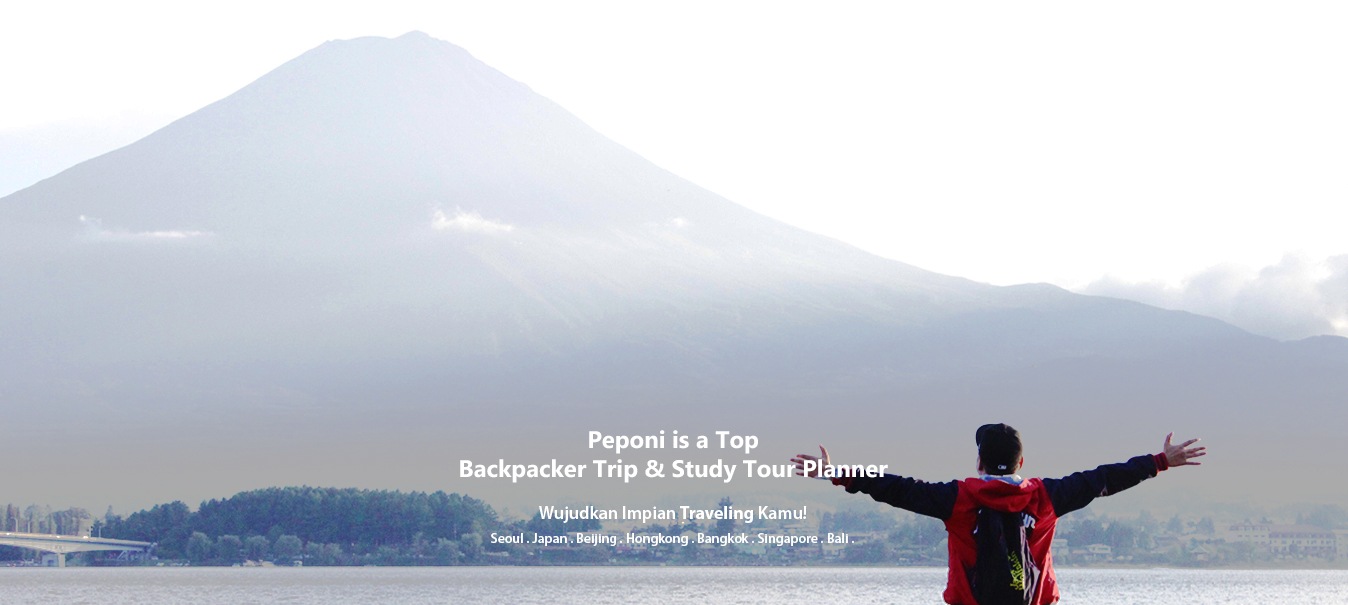 Peponi is a Top
Backpacker Trip & Study Tour Planner
Wujudkan Impian Traveling Kamu!
Seoul . Japan . Beijing . Hongkong . Bangkok . Singapore . Bali .